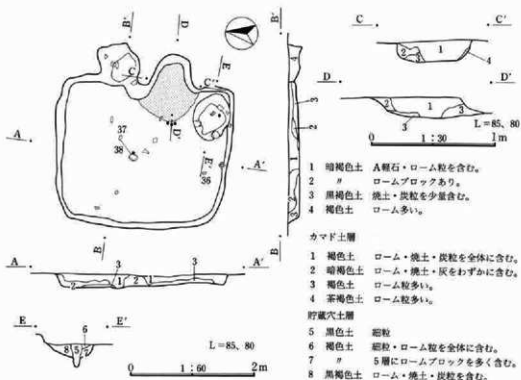 B'
D
E
C
C'
D'
A
37
38
36
A'
E'
B
B'
3
2
1
B
C
C'
1
2
3
4
D
D'
2
1
3
3
0 1:30 1m
L=85、80
1 暗褐色土 A軽石・ローム粒を含む。
2 〃 ロームブロックあり。
3 黒褐色土 焼土・炭粒を少量含む。
4 褐色土 ローム多い。
カマド土層
1 褐色土 ローム・焼土・炭粒を全体に含む。
2 暗褐色土 ローム・焼土・灰をわずかに含む。
3 褐色土 ローム粒多い。
4 茶褐色土 ローム粒多い。
貯蔵穴土層
5 黒色土 細粒
6 褐色土 細粒・ローム粒を全体に含む。
7 〃 5層にロームブロックを多く含む。
8 黒褐色土 ローム・焼土・炭粒を含む。
A
A'
3
3
2
1
2
E
E'
6
8
5
L=85、80
0 1:60 2m